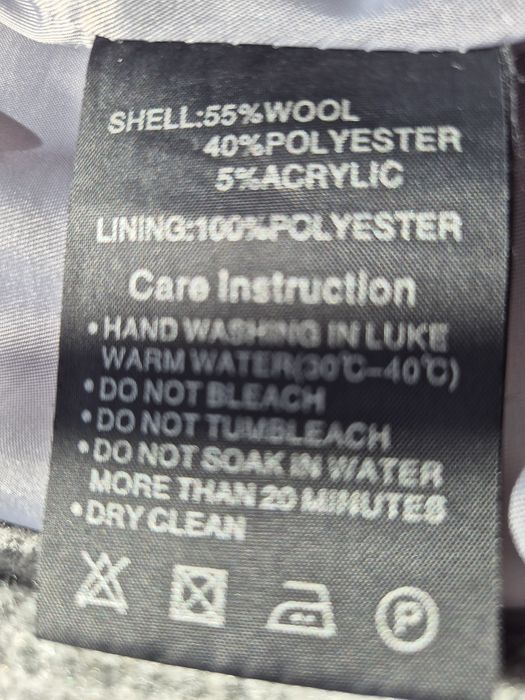 SHELL:55%WOOL
40%POLYESTER
5%ACRYLIC
LINING:100%POLYESTER
Care Instruction
• HAND WASHING IN LUKE
WARM WATER(30℃-40℃)
• DO NOT BLEACH
• DO NOT TUMBLEACH
• DO NOT SOAK IN WATER
MORE THAN 20 MINUTES
• DRY CLEAN
P